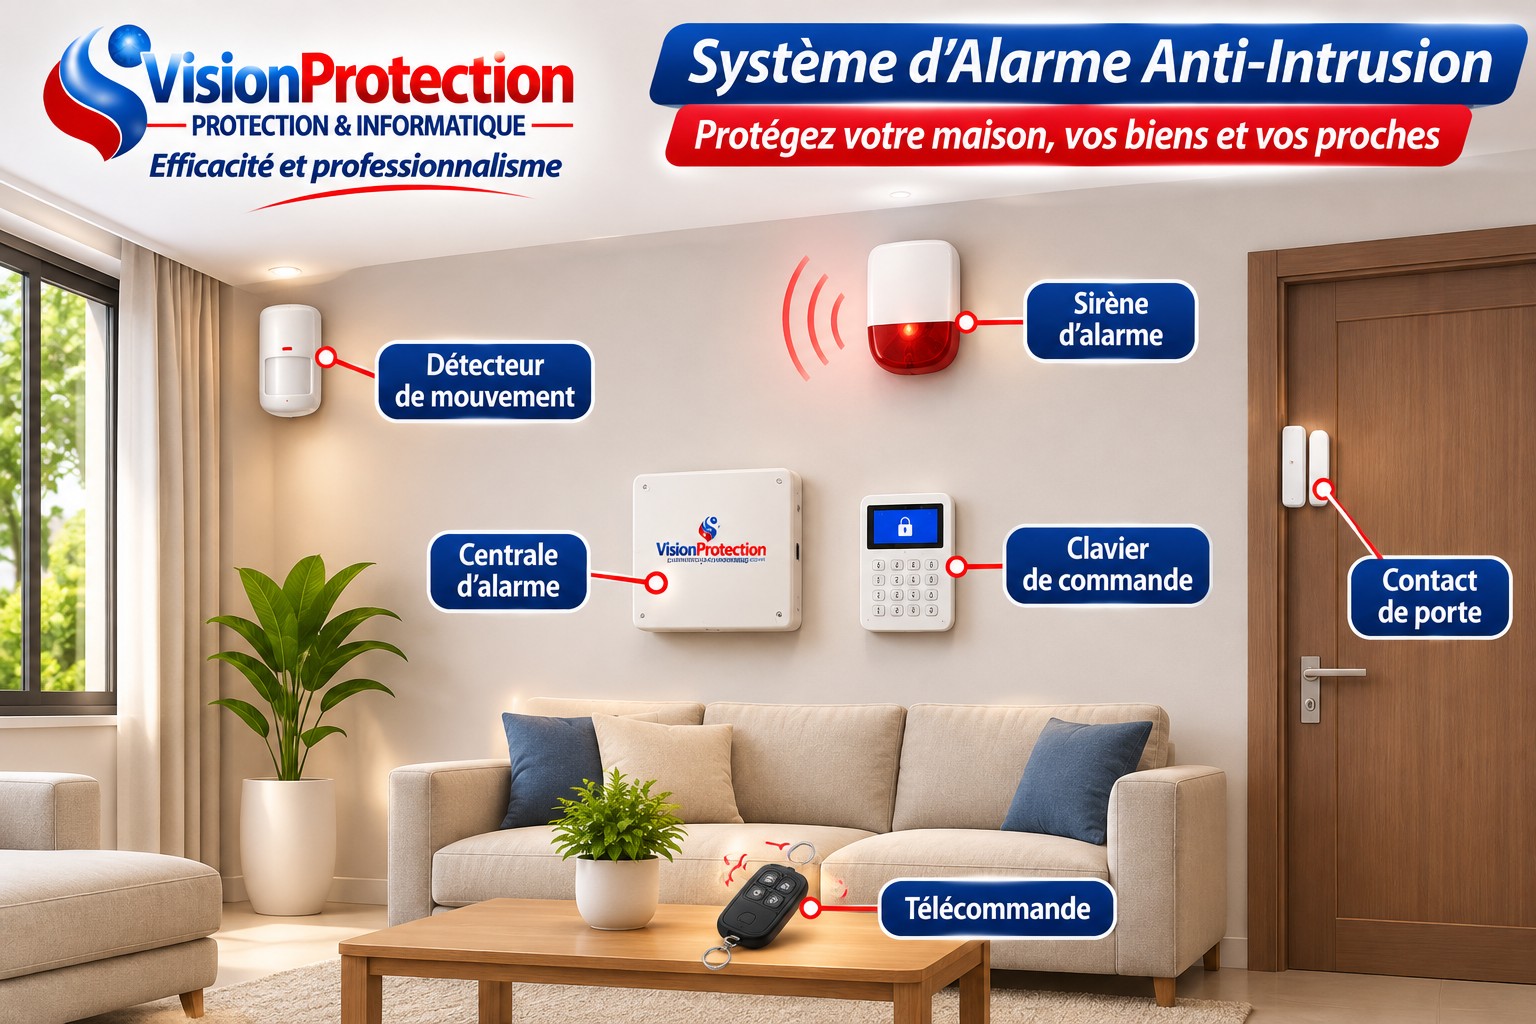 VisionProtection
PROTECTION & INFORMATIQUE
Efficacité et professionnalisme
Système d'Alarme Anti-Intrusion
Protégez votre maison, vos biens et vos proches
Sirène
d'alarme
Détecteur
de mouvement
Centrale
d'alarme
VisionProtection
Clavier
de commande
Contact
de porte
Télécommande